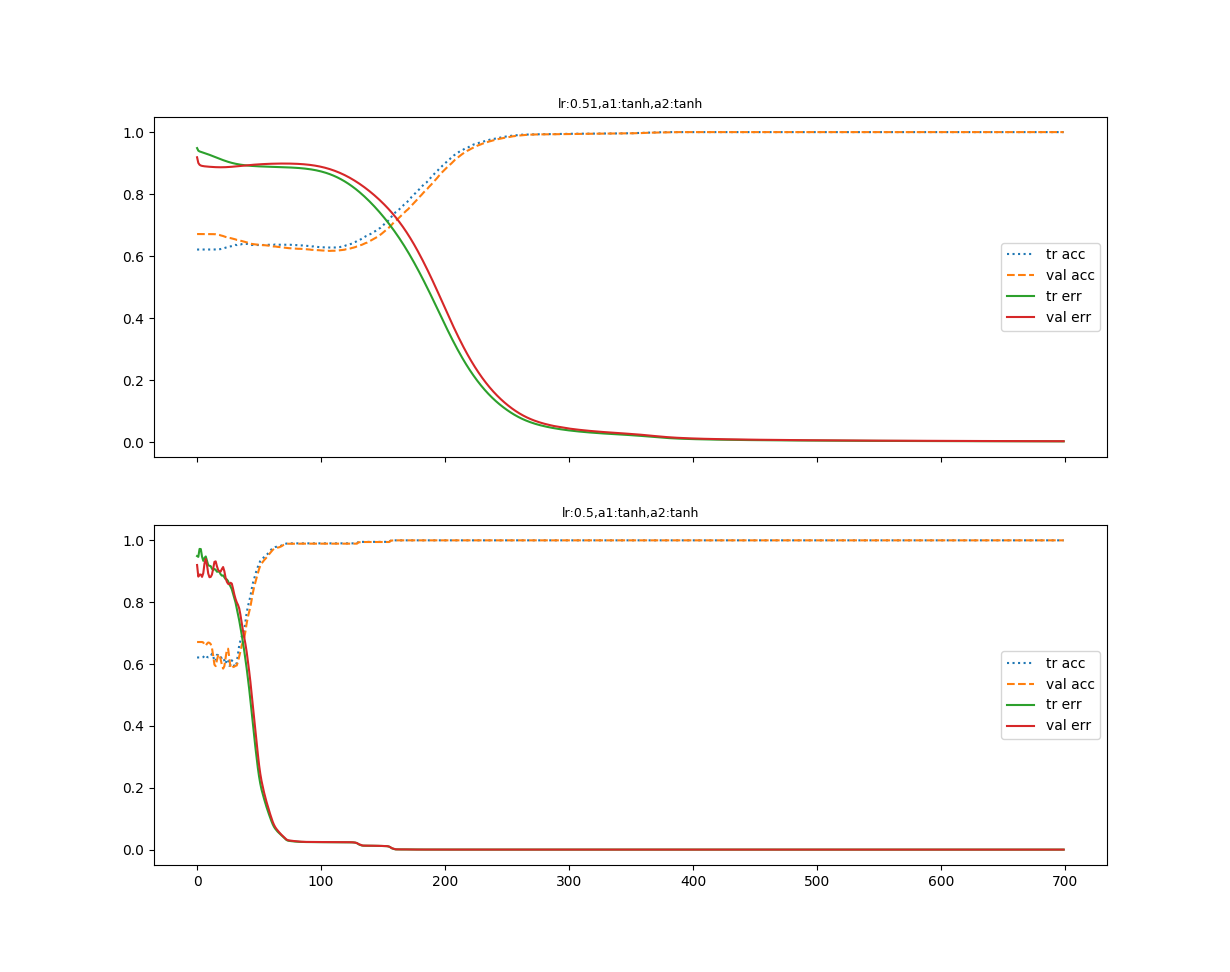 lr:0.51,a1:tanh,a2:tanh
1.0
0.8
0.6
0.4
0.2
0.0
tr acc
val acc
tr err
val err
lr:0.5,a1:tanh,a2:tanh
1.0
0.8
0.6
0.4
0.2
0.0
tr acc
val acc
tr err
val err
0 100 200 300 400 500 600 700